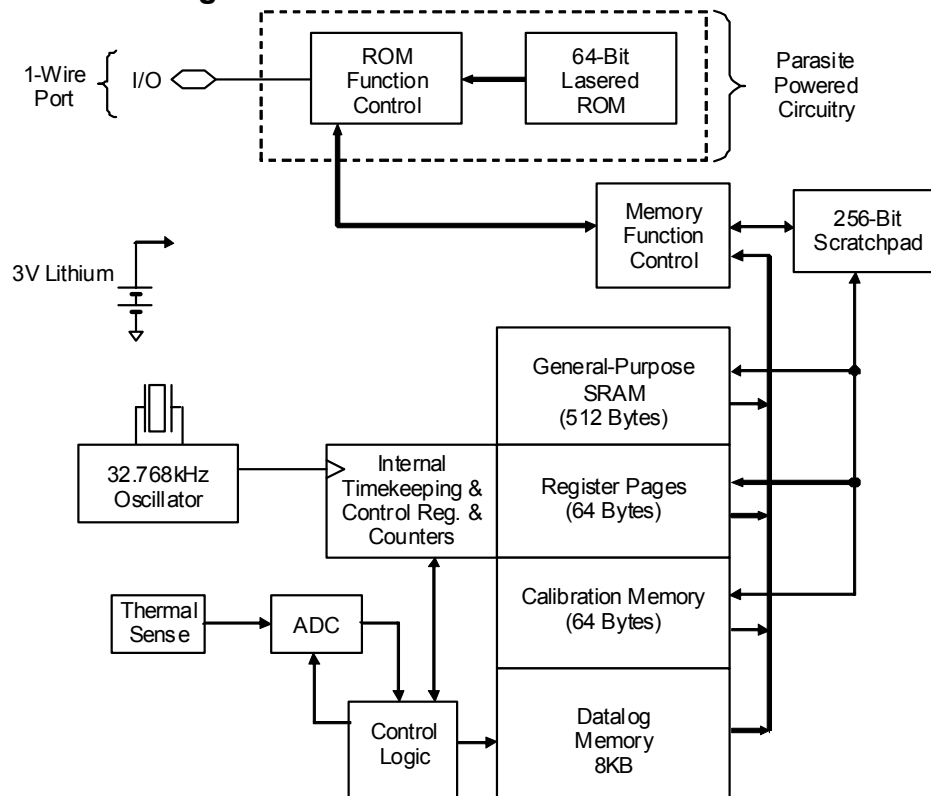 1-Wire
Port
I/O
ROM
Function
Control
64-Bit
Lasered
ROM
Parasite
Powered
Circuitry
Memory
Function
Control
256-Bit
Scratchpad
3V Lithium
General-Purpose
SRAM
(512 Bytes)
32.768kHz
Oscillator
Internal
Timekeeping &
Control Reg. &
Counters
Register Pages
(64 Bytes)
Calibration Memory
(64 Bytes)
Thermal
Sense
ADC
Control
Logic
Datalog
Memory
8KB